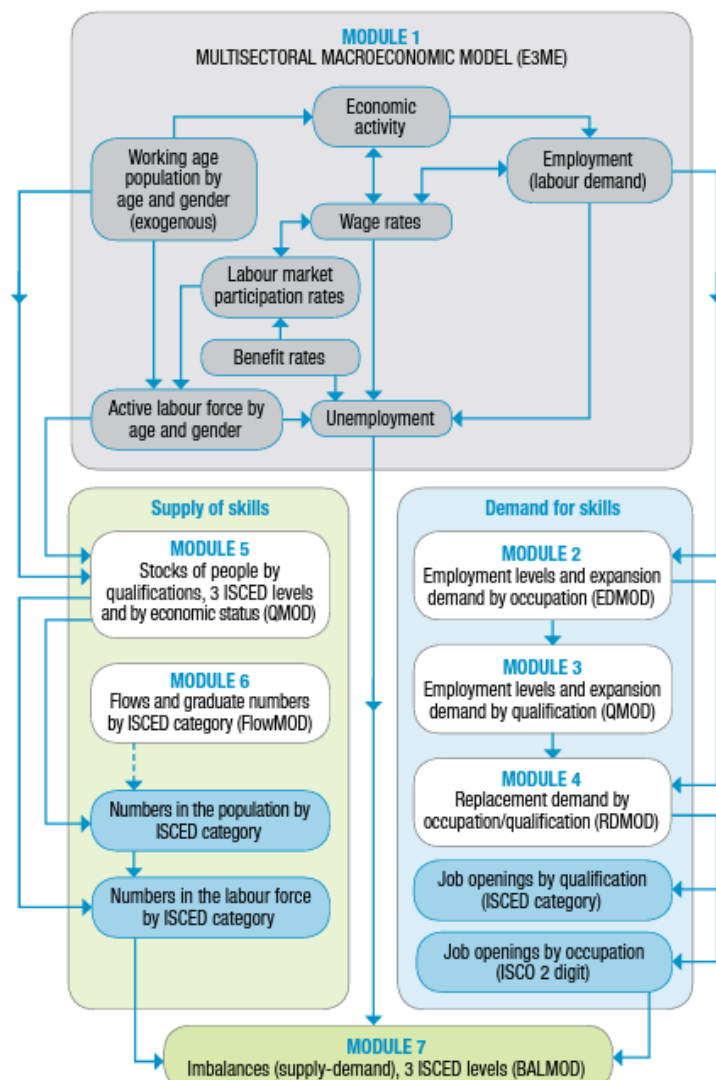 MODULE 1
MULTISECTORAL MACROECONOMIC MODEL (E3ME)
Economic
activity
Working age
population by
age and gender
(exogenous)
Employment
(labour demand)
Wage rates
Labour market
participation rates
Benefit rates
Active labour force by
age and gender
Unemployment
Supply of skills
MODULE 5
Stocks of people by
qualifications, 3 ISCED levels
and by economic status (QMOD)
MODULE 6
Flows and graduate numbers
by ISCED category (FlowMOD)
Numbers in the population by
ISCED category
Numbers in the labour force
by ISCED category
Demand for skills
MODULE 2
Employment levels and expansion
demand by occupation (EDMOD)
MODULE 3
Employment levels and expansion
demand by qualification (QMOD)
MODULE 4
Replacement demand by
occupation/qualification (RDMOD)
Job openings by qualification
(ISCED category)
Job openings by occupation
(ISCO 2 digit)
MODULE 7
Imbalances (supply-demand), 3 ISCED levels (BALMOD)